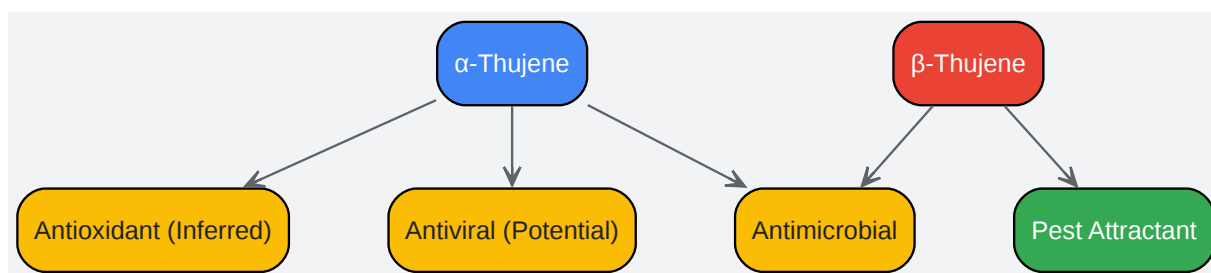 α-Thujene
β-Thujene
Antioxidant (Inferred)
Antiviral (Potential)
Antimicrobial
Pest Attractant